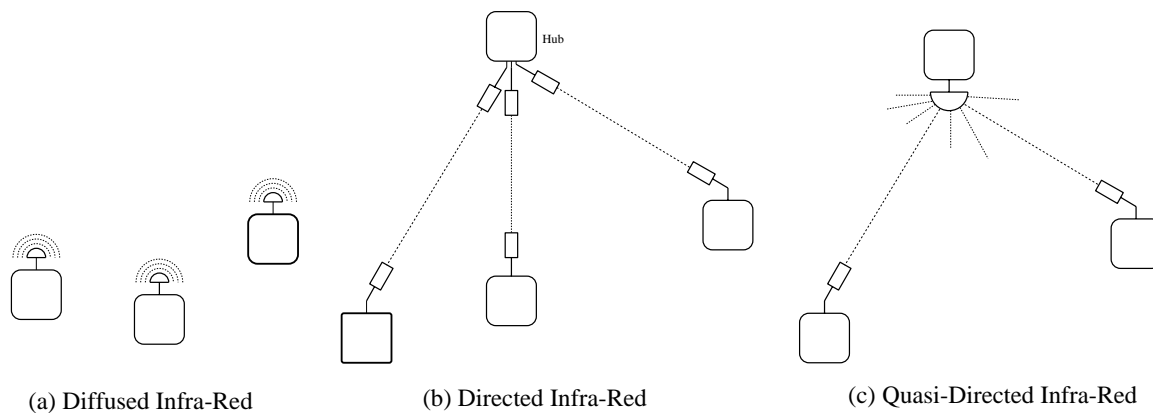 Hub
(a) Diffused Infra-Red
(b) Directed Infra-Red
(c) Quasi-Directed Infra-Red